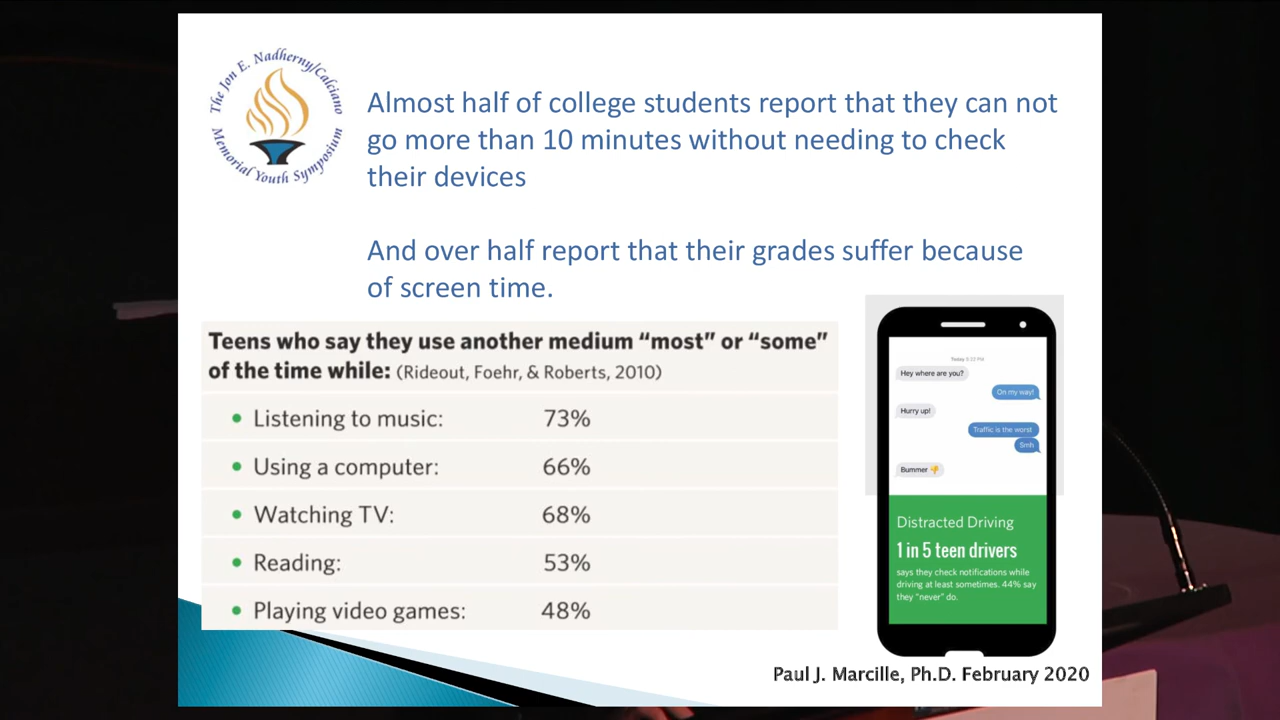 The Jon E. Nadherny/Calciano
Memorial Youth Symposium
Almost half of college students report that they can not
go more than 10 minutes without needing to check
their devices
And over half report that their grades suffer because
of screen time.
Teens who say they use another medium “most” or “some”
of the time while: (Rideout, Foehr, & Roberts, 2010)
• Listening to music: 73%
• Using a computer: 66%
• Watching TV: 68%
• Reading: 53%
• Playing video games: 48%
Today 5:22 PM
Hey where are you?
On my way!
Hurry up!
Traffic is the worst
Smh
Bummer 👎
Distracted Driving
1 in 5 teen drivers
says they check notifications while
driving at least sometimes. 44% say
they “never” do.
Paul J. Marcille, Ph.D. February 2020